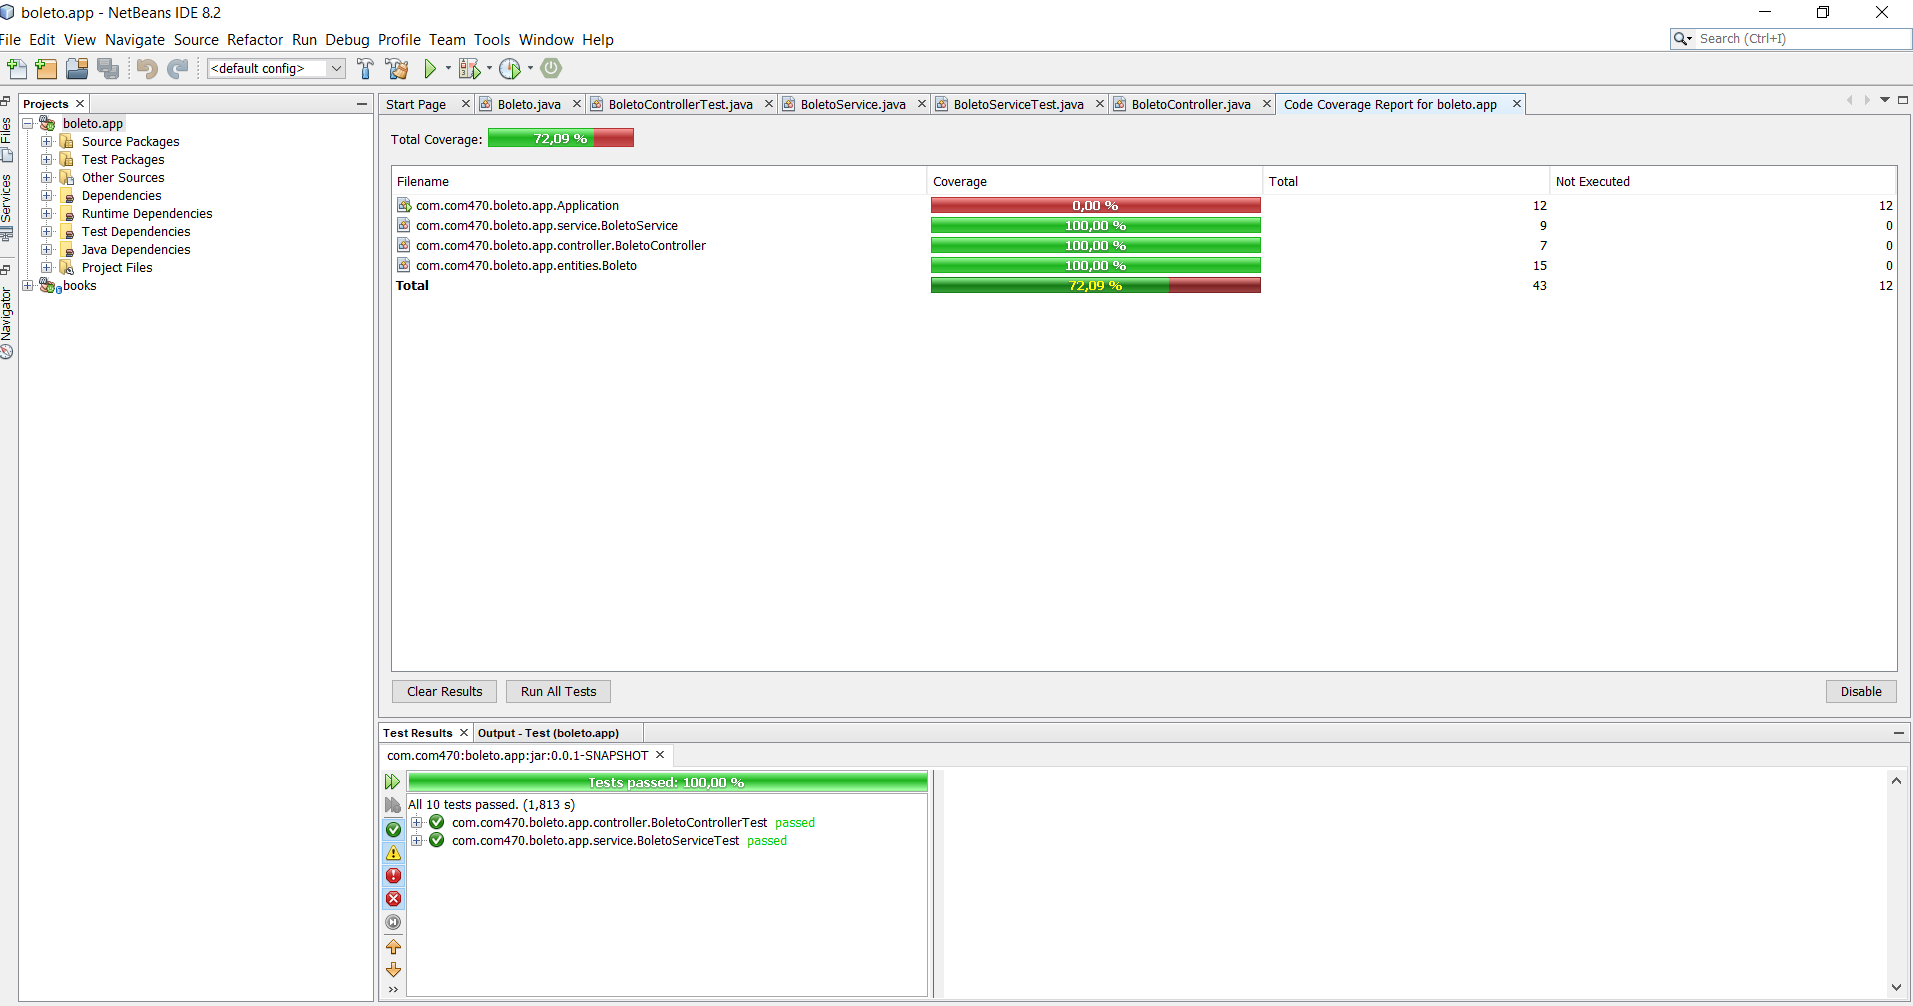 boleto.app - NetBeans IDE 8.2
File Edit View Navigate Source Refactor Run Debug Profile Team Tools Window Help
Search (Ctrl+I)
<default config>
Files
Services
Navigator
Projects
boleto.app
Source Packages
Test Packages
Other Sources
Dependencies
Runtime Dependencies
Test Dependencies
Java Dependencies
Project Files
books
Start Page Boleto.java BoletoControllerTest.java BoletoService.java BoletoServiceTest.java BoletoController.java Code Coverage Report for boleto.app
Total Coverage: 72,09 %
Filename Coverage Total Not Executed
com.com470.boleto.app.Application 0,00 % 12 12
com.com470.boleto.app.service.BoletoService 100,00 % 9 0
com.com470.boleto.app.controller.BoletoController 100,00 % 7 0
com.com470.boleto.app.entities.Boleto 100,00 % 15 0
Total 72,09 % 43 12
Clear Results Run All Tests Disable
Test Results Output - Test (boleto.app)
com.com470:boleto.app:jar:0.0.1-SNAPSHOT
Tests passed: 100,00 %
All 10 tests passed. (1,813 s)
com.com470.boleto.app.controller.BoletoControllerTest passed
com.com470.boleto.app.service.BoletoServiceTest passed